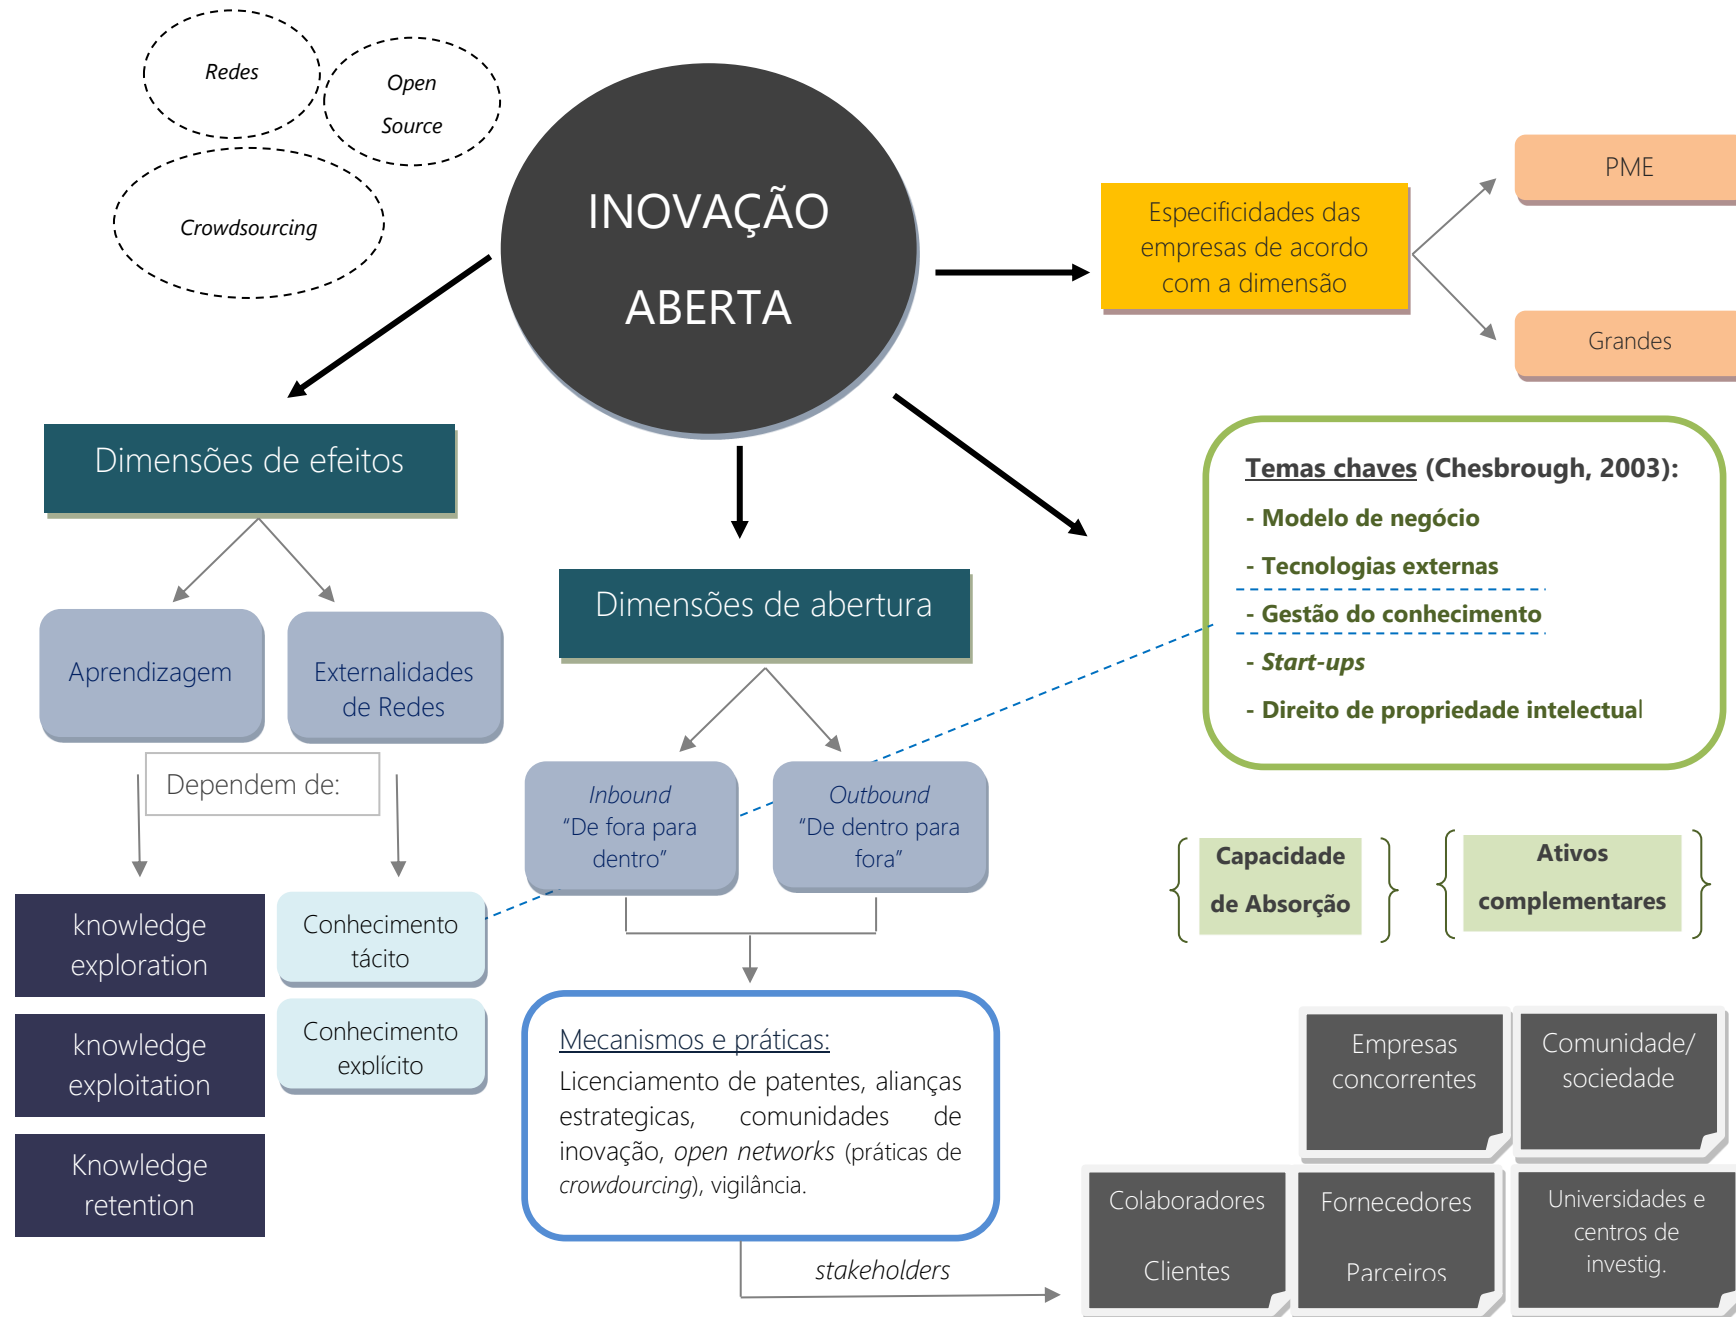 Redes
Open
Source
Crowdsourcing
INOVAÇÃO
ABERTA
Especificidades das
empresas de acordo
com a dimensão
PME
Grandes
Dimensões de efeitos
Aprendizagem
Externalidades
de Redes
Dependem de:
knowledge
exploration
knowledge
exploitation
Knowledge
retention
Conhecimento
tácito
Conhecimento
explícito
Dimensões de abertura
Inbound
“De fora para
dentro”
Outbound
“De dentro para
fora”
Mecanismos e práticas:
Licenciamento de patentes, alianças
estrategicas, comunidades de
inovação, open networks (práticas de
crowdourcing), vigilância.
stakeholders
Temas chaves (Chesbrough, 2003):
- Modelo de negócio
- Tecnologias externas
- Gestão do conhecimento
- Start-ups
- Direito de propriedade intelectual
Capacidade
de Absorção
Ativos
complementares
Empresas
concorrentes
Comunidade/
sociedade
Colaboradores
Clientes
Fornecedores
Parceiros
Universidades e
centros de
investig.